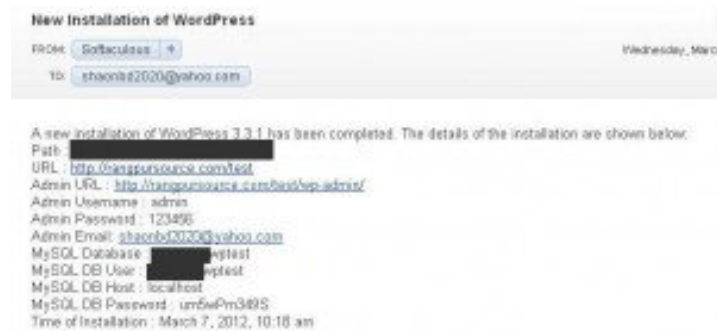 New Installation of WordPress
FROM: Softaculous +
Wednesday, Marc
TO: shaonbd2020@yahoo.com
A new installation of WordPress 3.3.1 has been completed. The details of the installation are shown below:
Path :
URL : http://rangpursource.com/test
Admin URL : http://rangpursource.com/test/wp-admin/
Admin Username : admin
Admin Password : 123456
Admin Email: shaonbd2020@yahoo.com
MySQL Database : wptest
MySQL DB User : wptest
MySQL DB Host : localhost
MySQL DB Password : um5wPm349S
Time of Installation : March 7, 2012, 10:18 am